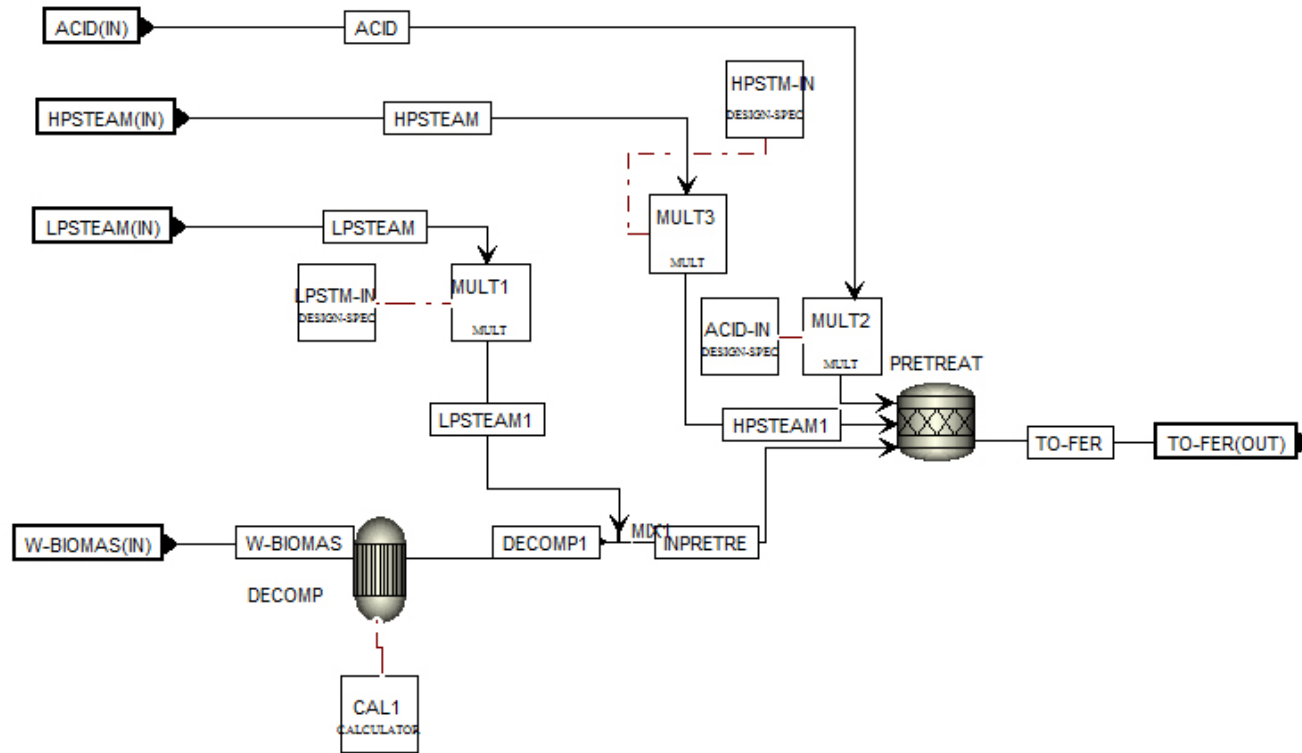 ACID(IN)
ACID
HPSTM-IN
DESIGN-SPEC
HPSTEAM(IN)
HPSTEAM
MULT3
MULT
LPSTEAM(IN)
LPSTEAM
LPSTM-IN
DESIGN-SPEC
MULT1
MULT
ACID-IN
DESIGN-SPEC
MULT2
MULT
PRETREAT
LPSTEAM1
HPSTEAM1
TO-FER
TO-FER(OUT)
W-BIOMAS(IN)
W-BIOMAS
DECOMP1
MIX1
INPRETRE
DECOMP
CAL1
CALCULATOR